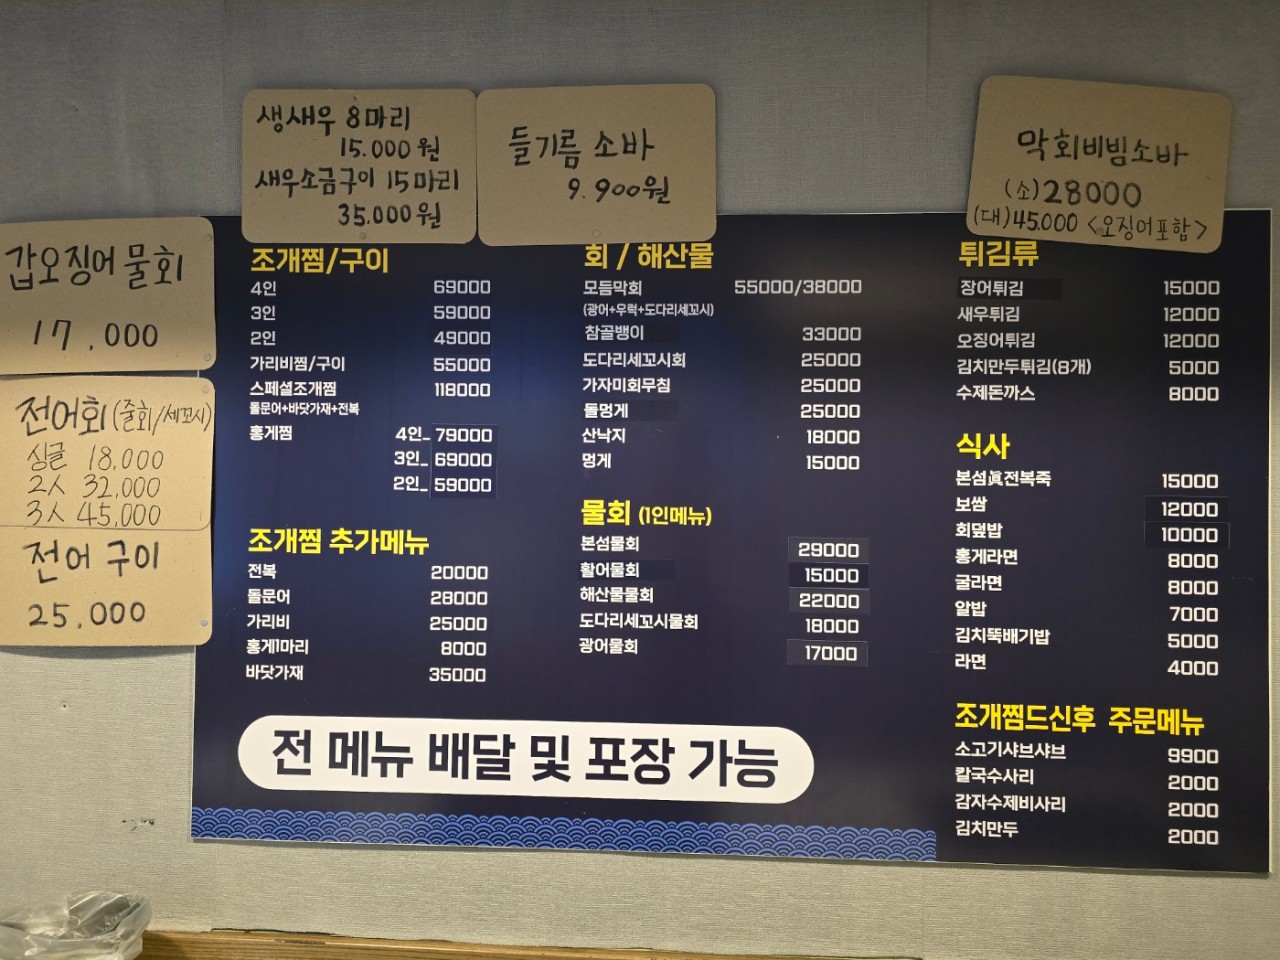 생새우 8마리
15.000원
새우소금구이 15마리
35.000원
들기름 소바
9.900원
막회비빔소바
(소)28000
(대)45.000 <오징어포함>
갑오징어물회
17,000
전어회(줄회/세꼬시)
싱글 18,000
2人 32,000
3人 45,000
전어 구이
25.000
조개찜/구이
4인 69000
3인 59000
2인 49000
가리비찜/구이 55000
스페셜조개찜 118000
돌문어+바닷가재+전복
홍게찜 4인_ 79000
3인_ 69000
2인_ 59000
조개찜 추가메뉴
전복 20000
돌문어 28000
가리비 25000
홍게1마리 8000
바닷가재 35000
회 / 해산물
모듬막회 55000/38000
(광어+우럭+도다리세꼬시)
참골뱅이 33000
도다리세꼬시회 25000
가자미회무침 25000
돌멍게 25000
산낙지 18000
멍게 15000
물회 (1인메뉴)
본섬물회 29000
활어물회 15000
해산물물회 22000
도다리세꼬시물회 18000
광어물회 17000
튀김류
장어튀김 15000
새우튀김 12000
오징어튀김 12000
김치만두튀김(8개) 5000
수제돈까스 8000
식사
본섬眞전복죽 15000
보쌈 12000
회덮밥 10000
홍게라면 8000
굴라면 8000
알밥 7000
김치뚝배기밥 5000
라면 4000
조개찜드신후 주문메뉴
소고기샤브샤브 9900
칼국수사리 2000
감자수제비사리 2000
김치만두 2000
전 메뉴 배달 및 포장 가능